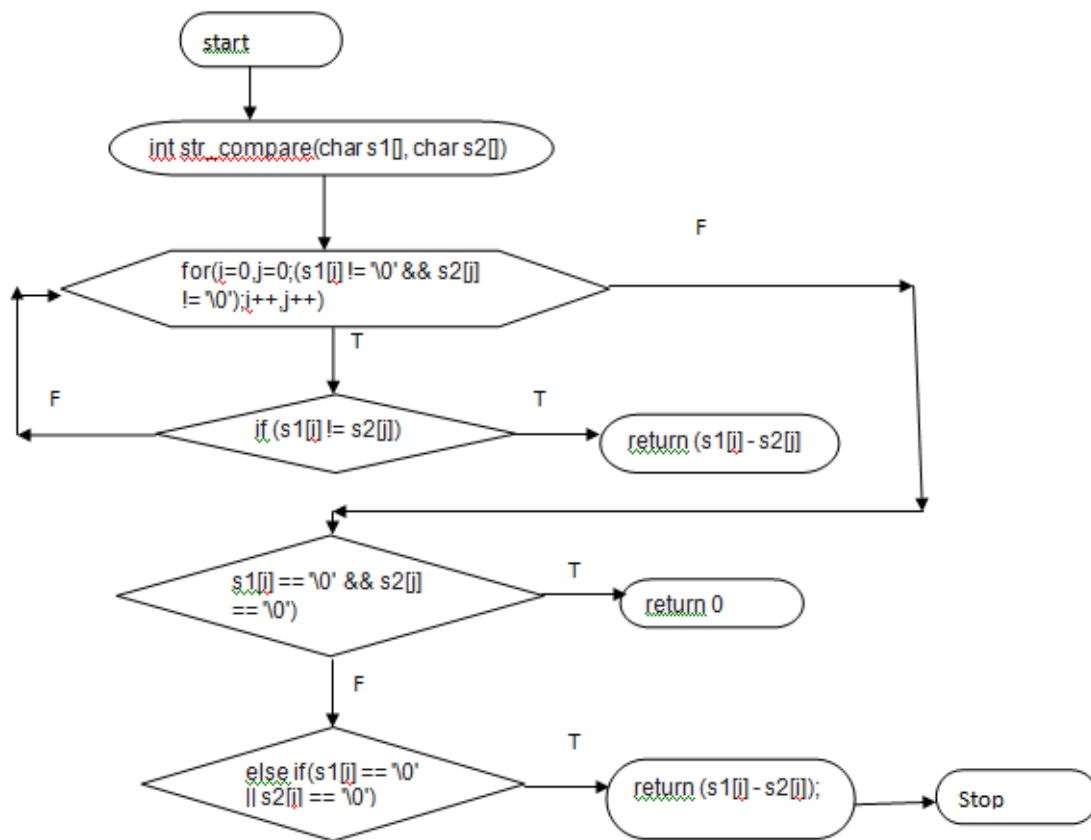 start
int str_compare(char s1[], char s2[])
F
for(i=0,j=0;(s1[i] != '\0' && s2[j]
!= '\0');i++,j++)
T
F
T
if (s1[i] != s2[j])
return (s1[i] - s2[j]
s1[i] == '\0' && s2[j]
== '\0')
T
return 0
F
T
else if(s1[i] == '\0'
|| s2[j] == '\0')
return (s1[i] - s2[j]);
Stop